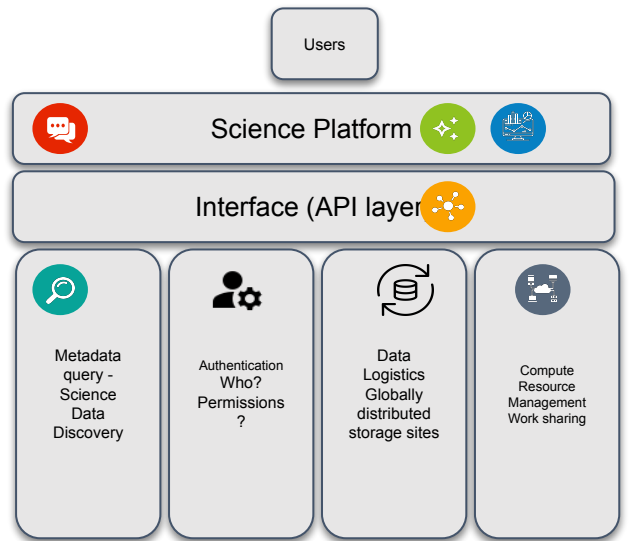 Users
Science Platform
Interface (API layer
Metadata
query -
Science
Data
Discovery
Authentication
Who?
Permissions
?
Data
Logistics
Globally
distributed
storage sites
Compute
Resource
Management
Work sharing